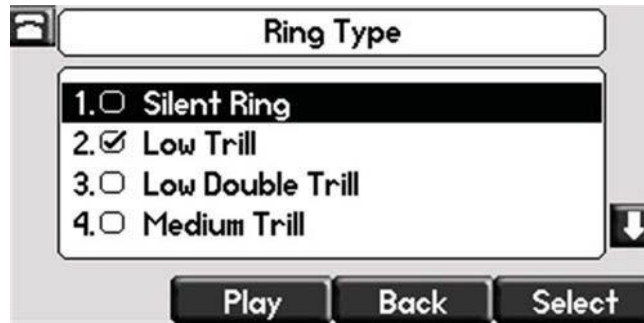 Ring Type
1. Silent Ring
2. Low Trill
3. Low Double Trill
4. Medium Trill
Play Back Select